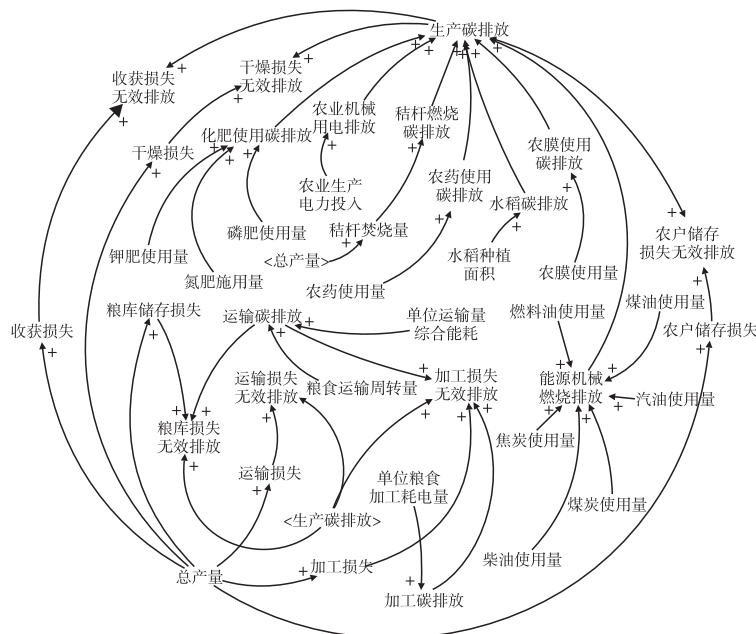 生产碳排放
收获损失
无效排放
干燥损失
无效排放
化肥使用碳排放
农业机械
用电排放
秸杆燃烧
碳排放
农膜使用
碳排放
干燥损失
农业生产
电力投入
农药使用
碳排放
水稻碳排放
农户储存
损失无效排放
钾肥使用量
磷肥使用量
秸杆焚烧量
<总产量>
水稻种植
面积
农膜使用量
氮肥施用量
农药使用量
收获损失
粮库储存损失
运输碳排放
单位运输量
综合能耗
燃料油使用量
煤油使用量
农户储存损失
运输损失
无效排放
粮食运输周转量
加工损失
无效排放
能源机械
燃烧排放
汽油使用量
粮库损失
无效排放
焦炭使用量
运输损失
单位粮食
加工耗电量
煤炭使用量
<生产碳排放>
柴油使用量
总产量
加工损失
加工碳排放